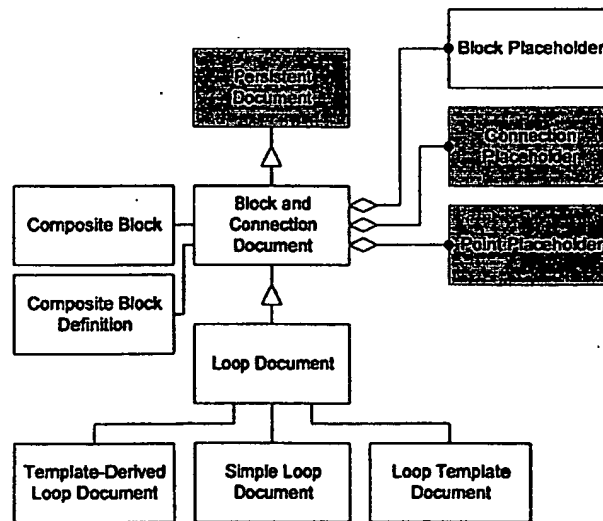 Block Placeholder
Persistent
Document
Connection
Placeholder
Composite Block
Block and
Connection
Document
Point Placeholder
Composite Block
Definition
Loop Document
Template-Derived
Loop Document
Simple Loop
Document
Loop Template
Document